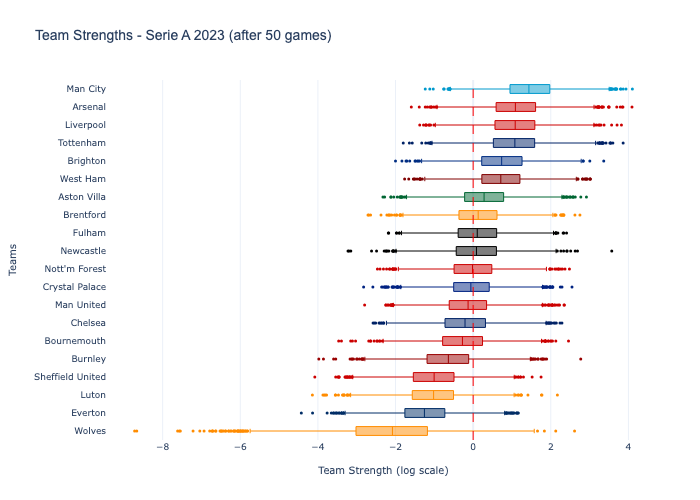 Team Strengths - Serie A 2023 (after 50 games)
Man City
Arsenal
Liverpool
Tottenham
Brighton
West Ham
Aston Villa
Brentford
Fulham
Newcastle
Nott'm Forest
Crystal Palace
Man United
Chelsea
Bournemouth
Burnley
Sheffield United
Luton
Everton
Wolves
Teams
−8 −6 −4 −2 0 2 4
Team Strength (log scale)